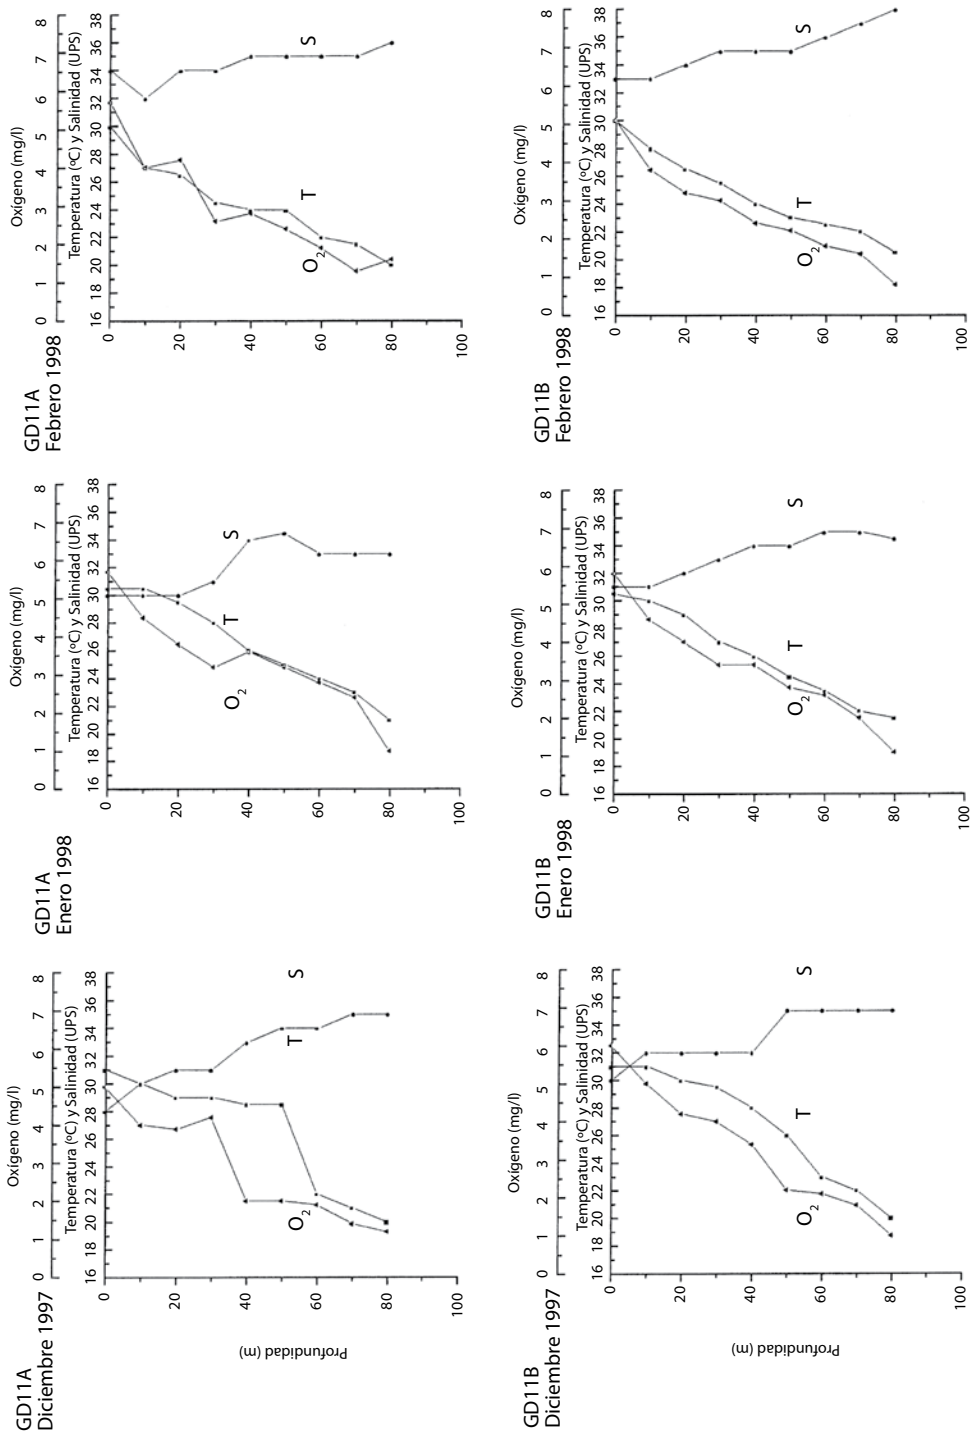 GD11A
Diciembre 1997
Oxígeno (mg/l)
0 1 2 3 4 5 6 7 8
Temperatura (ºC) y Salinidad (UPS)
16 18 20 22 24 26 28 30 32 34 36 38
0
20
40
60
80
100
Profundidad (m)
O2
T
S
GD11A
Enero 1998
Oxígeno (mg/l)
0 1 2 3 4 5 6 7 8
Temperatura (ºC) y Salinidad (UPS)
16 18 20 22 24 26 28 30 32 34 36 38
0
20
40
60
80
100
O2
T
S
GD11A
Febrero 1998
Oxígeno (mg/l)
0 1 2 3 4 5 6 7 8
Temperatura (ºC) y Salinidad (UPS)
16 18 20 22 24 26 28 30 32 34 36 38
0
20
40
60
80
100
O2
T
S
GD11B
Diciembre 1997
Oxígeno (mg/l)
0 1 2 3 4 5 6 7 8
Temperatura (ºC) y Salinidad (UPS)
16 18 20 22 24 26 28 30 32 34 36 38
0
20
40
60
80
100
Profundidad (m)
O2
T
S
GD11B
Enero 1998
Oxígeno (mg/l)
0 1 2 3 4 5 6 7 8
Temperatura (ºC) y Salinidad (UPS)
16 18 20 22 24 26 28 30 32 34 36 38
0
20
40
60
80
100
O2
T
S
GD11B
Febrero 1998
Oxígeno (mg/l)
0 1 2 3 4 5 6 7 8
Temperatura (ºC) y Salinidad (UPS)
16 18 20 22 24 26 28 30 32 34 36 38
0
20
40
60
80
100
O2
T
S